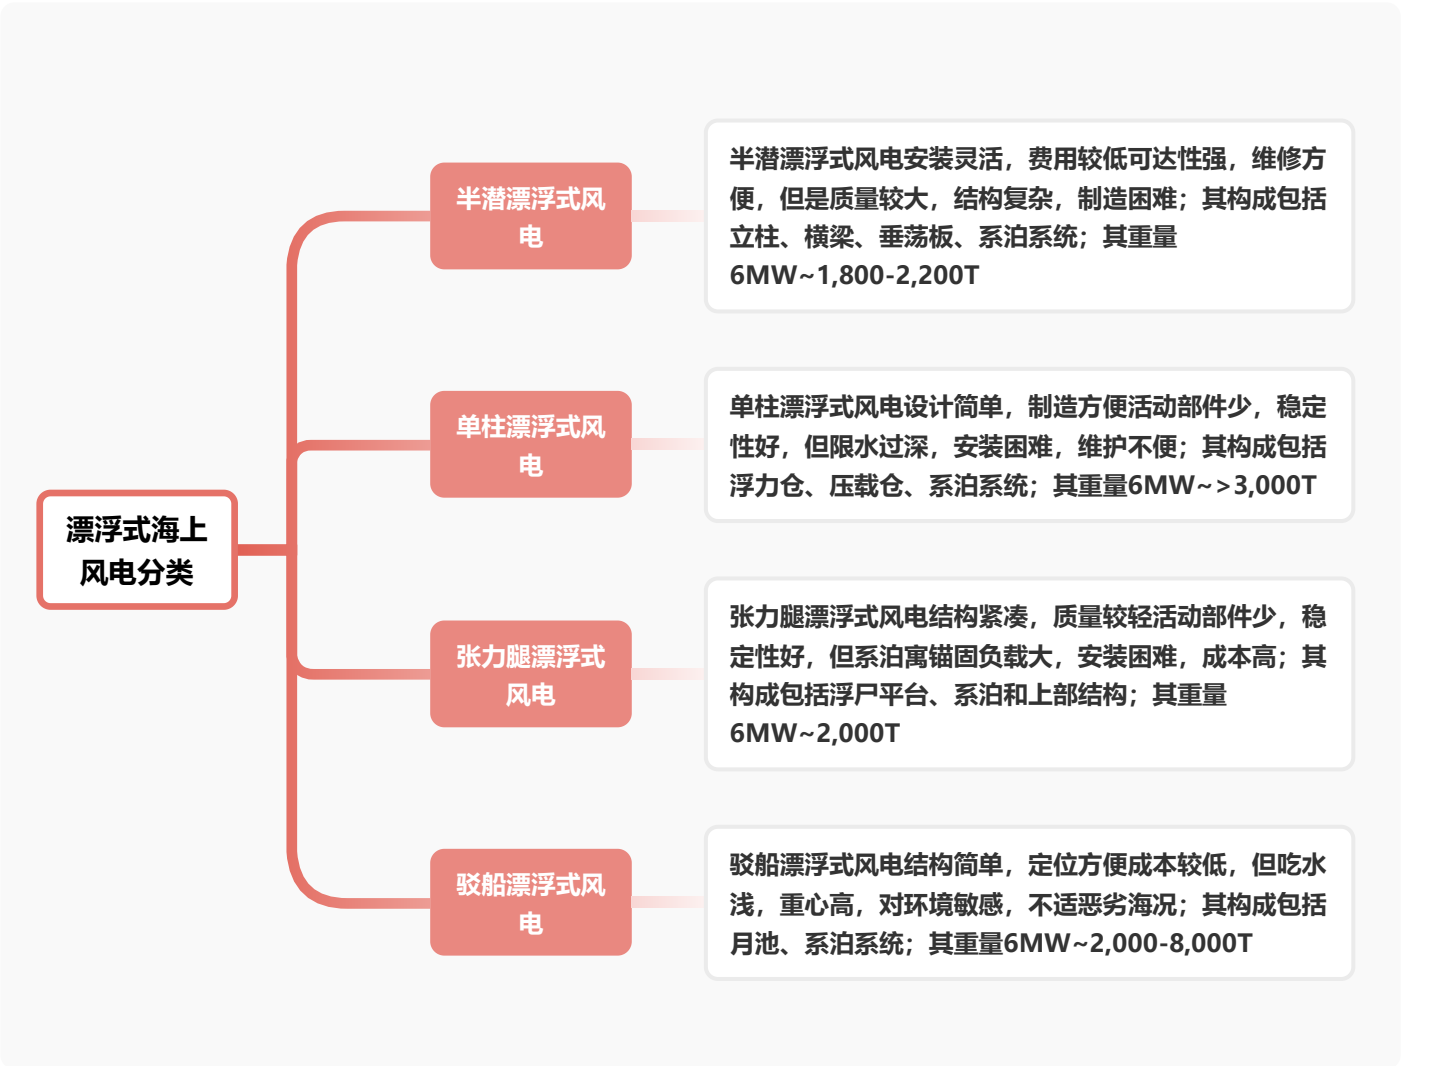 漂浮式海上
风电分类
半潜漂浮式风
电
半潜漂浮式风电安装灵活，费用较低可达性强，维修方
便，但是质量较大，结构复杂，制造困难；其构成包括
立柱、横梁、垂荡板、系泊系统；其重量
6MW~1,800-2,200T
单柱漂浮式风
电
单柱漂浮式风电设计简单，制造方便活动部件少，稳定
性好，但限水过深，安装困难，维护不便；其构成包括
浮力仓、压载仓、系泊系统；其重量6MW~>3,000T
张力腿漂浮式
风电
张力腿漂浮式风电结构紧凑，质量较轻活动部件少，稳
定性好，但系泊寓锚固负载大，安装困难，成本高；其
构成包括浮尸平台、系泊和上部结构；其重量
6MW~2,000T
驳船漂浮式风
电
驳船漂浮式风电结构简单，定位方便成本较低，但吃水
浅，重心高，对环境敏感，不适恶劣海况；其构成包括
月池、系泊系统；其重量6MW~2,000-8,000T